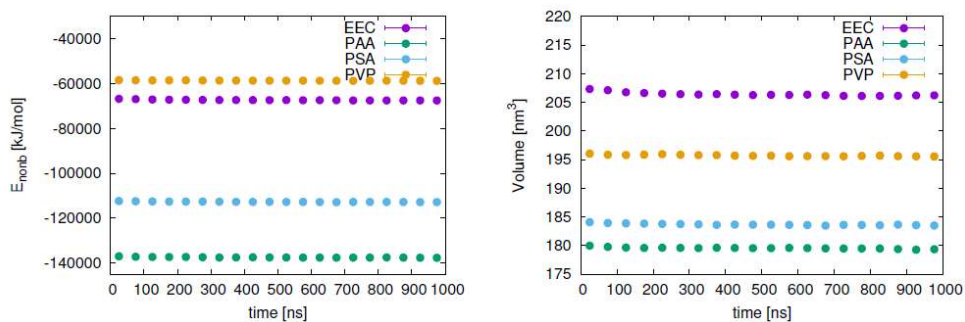 -40000
-60000
-80000
-100000
-120000
-140000
E_nonb [kJ/mol]
EEC
PAA
PSA
PVP
0 100 200 300 400 500 600 700 800 900 1000
time [ns]
220
215
210
205
200
195
190
185
180
175
Volume [nm³]
EEC
PAA
PSA
PVP
0 100 200 300 400 500 600 700 800 900 1000
time [ns]